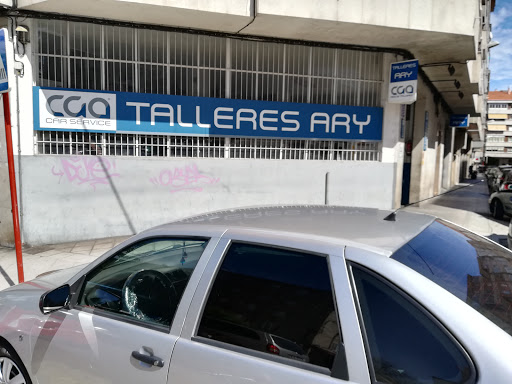 CGA
CAR SERVICE
TALLERES ARY
TALLERES
ARY
CGA